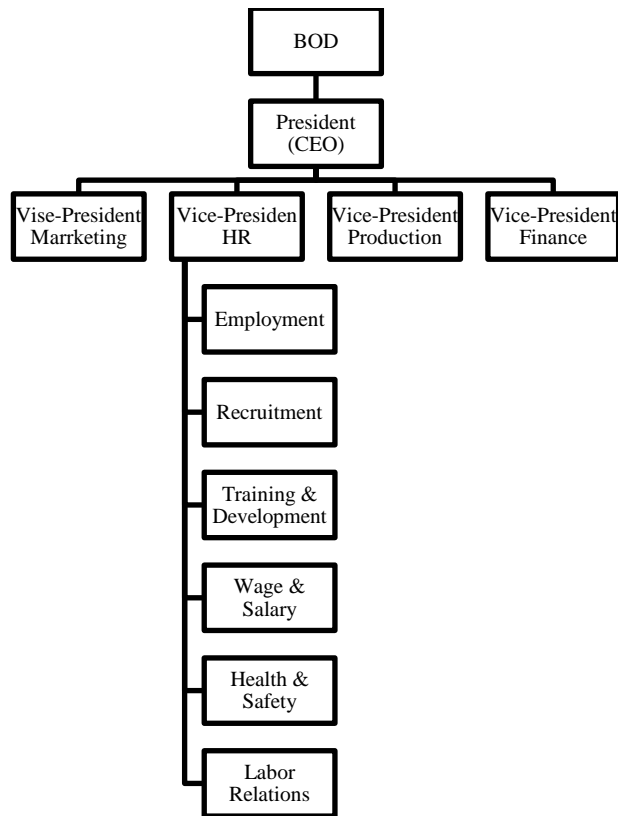 BOD
President
(CEO)
Vise-President
Marrketing
Vice-Presiden
HR
Vice-President
Production
Vice-President
Finance
Employment
Recruitment
Training &
Development
Wage &
Salary
Health &
Safety
Labor
Relations